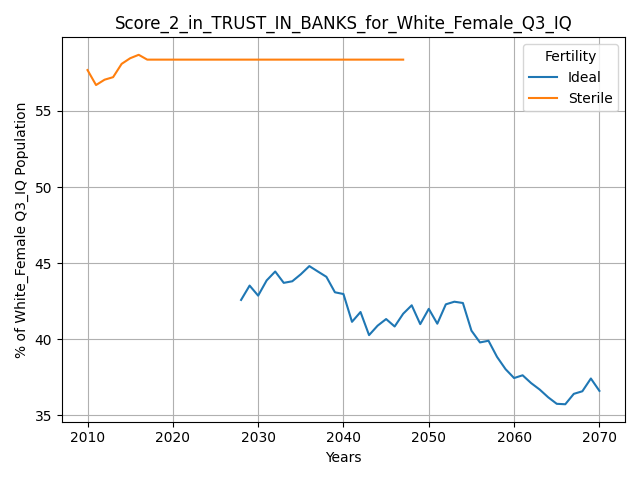 Score_2_in_TRUST_IN_BANKS_for_White_Female_Q3_IQ
Fertility
Ideal
Sterile
% of White_Female Q3_IQ Population
55
50
45
40
35
2010 2020 2030 2040 2050 2060 2070
Years